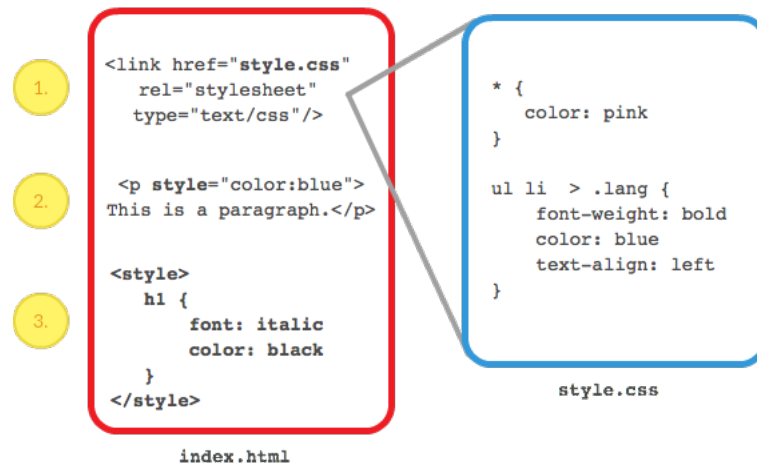 1.
<link href="style.css"
rel="stylesheet"
type="text/css"/>
2.
<p style="color:blue">
This is a paragraph.</p>
3.
<style>
h1 {
font: italic
color: black
}
</style>
index.html
* {
color: pink
}
ul li  > .lang {
font-weight: bold
color: blue
text-align: left
}
style.css